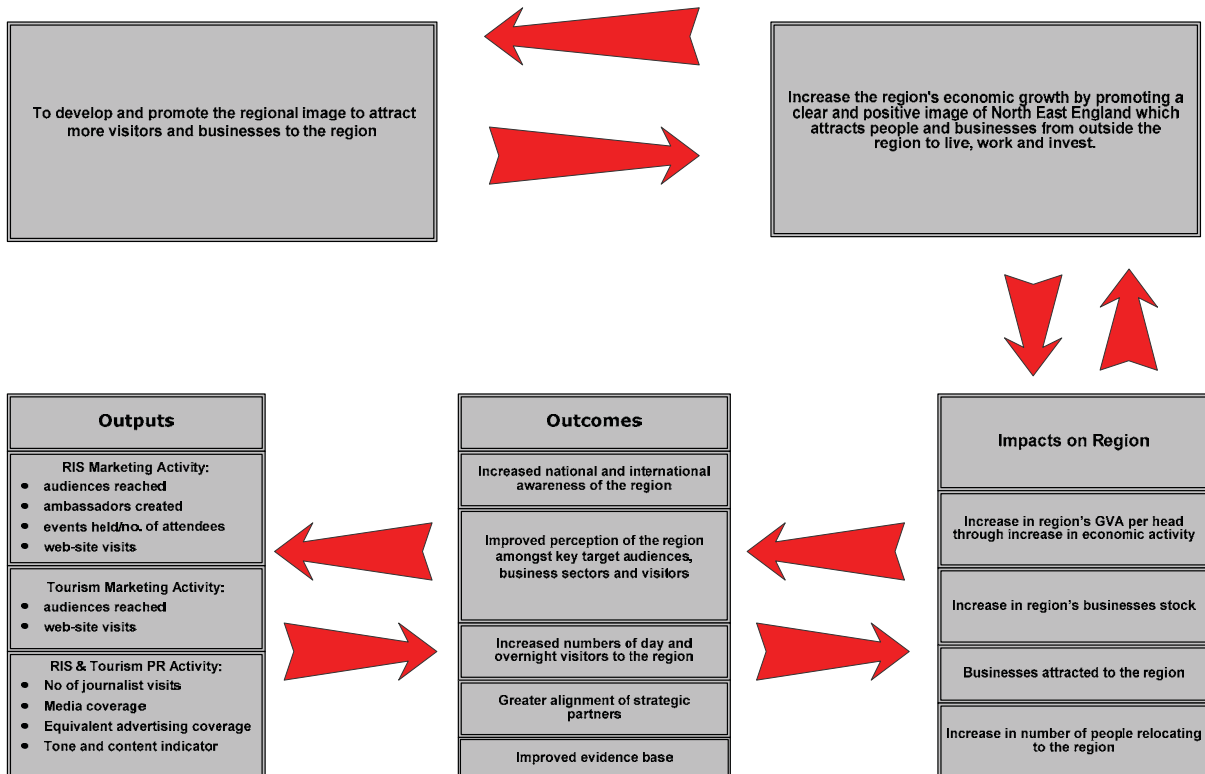 To develop and promote the regional image to attract
more visitors and businesses to the region
Increase the region's economic growth by promoting a
clear and positive image of North East England which
attracts people and businesses from outside the
region to live, work and invest.
Outputs
RIS Marketing Activity:
• audiences reached
• ambassadors created
• events held/no. of attendees
• web-site visits
Tourism Marketing Activity:
• audiences reached
• web-site visits
RIS & Tourism PR Activity:
• No of journalist visits
• Media coverage
• Equivalent advertising coverage
• Tone and content indicator
Outcomes
Increased national and international
awareness of the region
Improved perception of the region
amongst key target audiences,
business sectors and visitors
Increased numbers of day and
overnight visitors to the region
Greater alignment of strategic
partners
Improved evidence base
Impacts on Region
Increase in region's GVA per head
through increase in economic activity
Increase in region's businesses stock
Businesses attracted to the region
Increase in number of people relocating
to the region